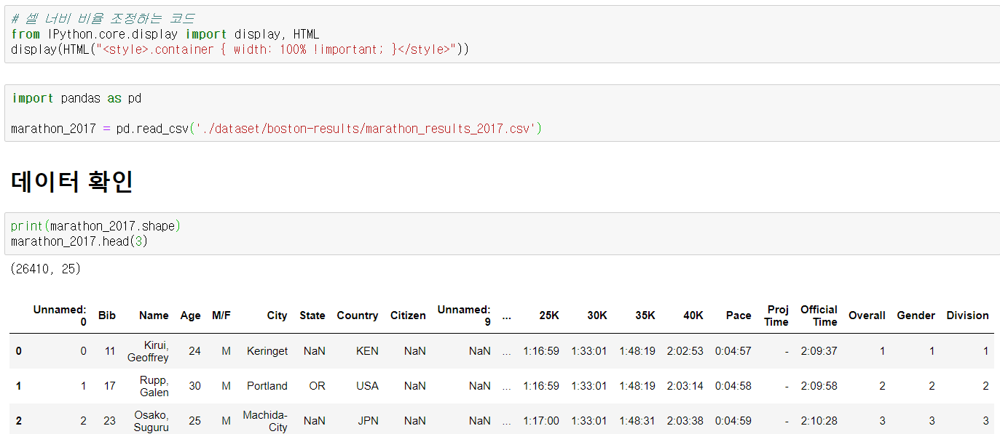 # 셀 너비 비율 조정하는 코드
from IPython.core.display import display, HTML
display(HTML("<style>.container { width: 100% !important; }</style>"))
import pandas as pd
marathon_2017 = pd.read_csv('./dataset/boston-results/marathon_results_2017.csv')
데이터 확인
print(marathon_2017.shape)
marathon_2017.head(3)
(26410, 25)
Unnamed: 0 Bib Name Age M/F City State Country Citizen Unnamed: 9 ... 25K 30K 35K 40K Pace Proj Time Official Time Overall Gender Division
0 0 11 Kirui, Geoffrey 24 M Keringet NaN KEN NaN NaN ... 1:16:59 1:33:01 1:48:19 2:02:53 0:04:57 - 2:09:37 1 1 1
1 1 17 Rupp, Galen 30 M Portland OR USA NaN NaN ... 1:16:59 1:33:01 1:48:19 2:03:14 0:04:58 - 2:09:58 2 2 2
2 2 23 Osako, Suguru 25 M Machida-City NaN JPN NaN NaN ... 1:17:00 1:33:01 1:48:31 2:03:38 0:04:59 - 2:10:28 3 3 3